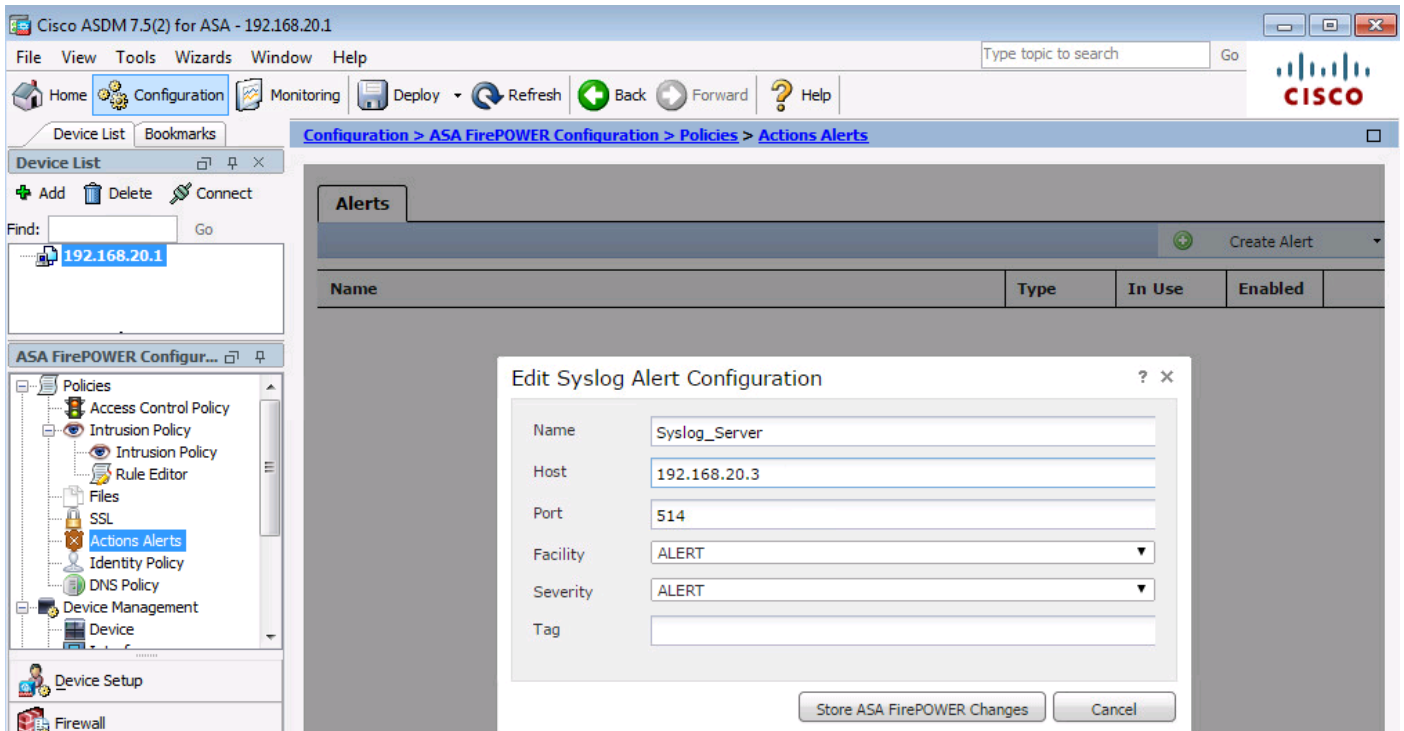 Cisco ASDM 7.5(2) for ASA - 192.168.20.1
File View Tools Wizards Window Help
Type topic to search Go
Home Configuration Monitoring Deploy Refresh Back Forward Help
CISCO
Device List Bookmarks
Configuration > ASA FirePOWER Configuration > Policies > Actions Alerts
Device List
Add Delete Connect
Find: Go
192.168.20.1
ASA FirePOWER Configur...
Policies
Access Control Policy
Intrusion Policy
Intrusion Policy
Rule Editor
Files
SSL
Actions Alerts
Identity Policy
DNS Policy
Device Management
Device
Device Setup
Firewall
Alerts
Create Alert
Name Type In Use Enabled
Edit Syslog Alert Configuration ?
Name Syslog_Server
Host 192.168.20.3
Port 514
Facility ALERT
Severity ALERT
Tag
Store ASA FirePOWER Changes Cancel